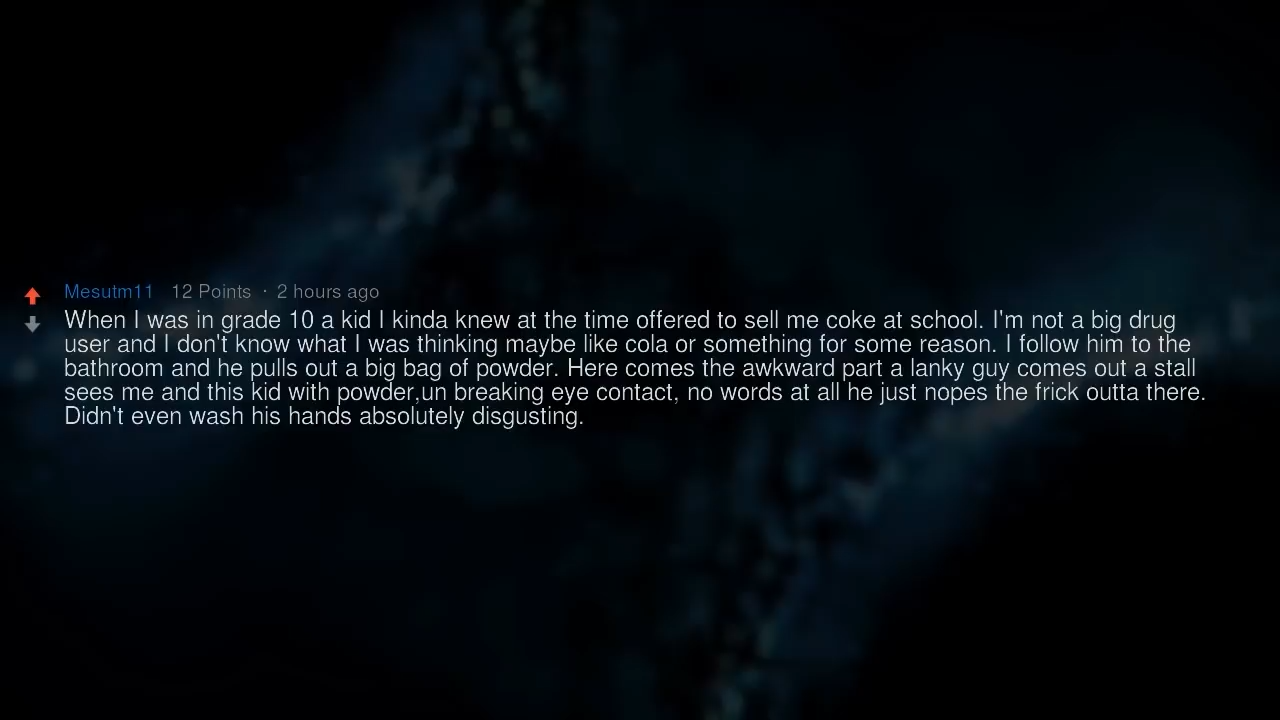 Mesutm11 12 Points · 2 hours ago
When I was in grade 10 a kid I kinda knew at the time offered to sell me coke at school. I'm not a big drug
user and I don't know what I was thinking maybe like cola or something for some reason. I follow him to the
bathroom and he pulls out a big bag of powder. Here comes the awkward part a lanky guy comes out a stall
sees me and this kid with powder,un breaking eye contact, no words at all he just nopes the frick outta there.
Didn't even wash his hands absolutely disgusting.